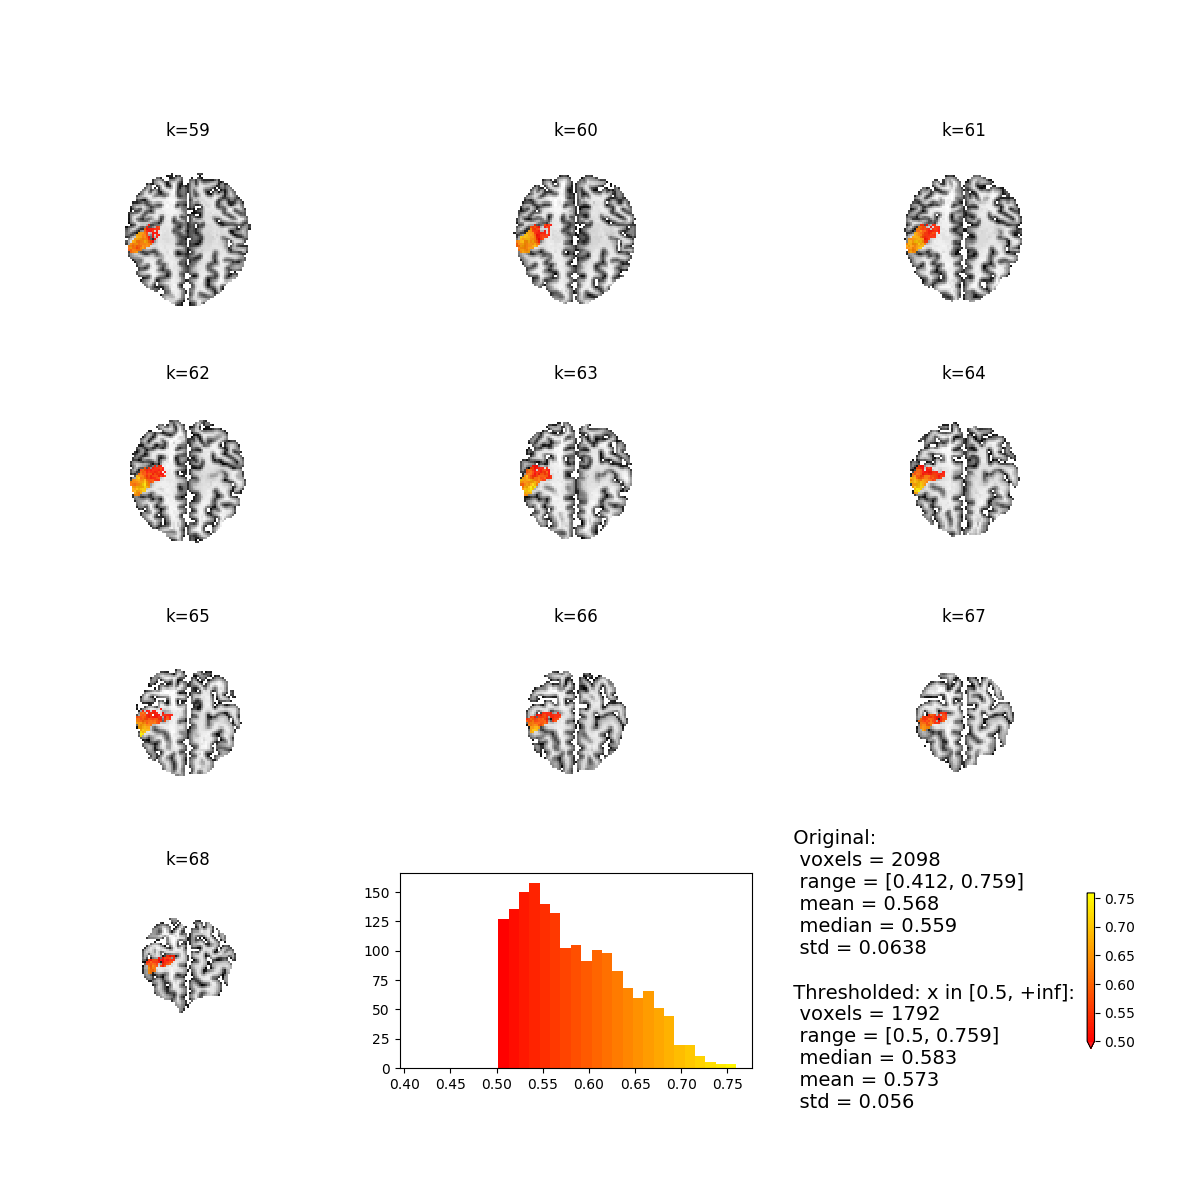 k=59
k=60
k=61
k=62
k=63
k=64
k=65
k=66
k=67
k=68
150
125
100
75
50
25
0
0.40 0.45 0.50 0.55 0.60 0.65 0.70 0.75
Original:
voxels = 2098
range = [0.412, 0.759]
mean = 0.568
median = 0.559
std = 0.0638
Thresholded: x in [0.5, +inf]:
voxels = 1792
range = [0.5, 0.759]
median = 0.583
mean = 0.573
std = 0.056
0.75
0.70
0.65
0.60
0.55
0.50